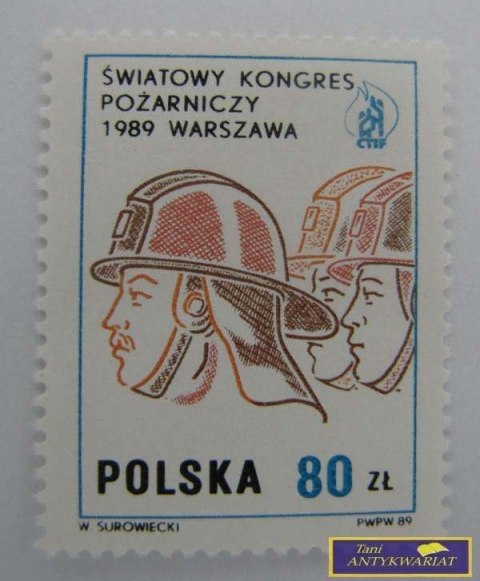 ŚWIATOWY KONGRES
POŻARNICZY
1989 WARSZAWA
CTIF
POLSKA 80 ZŁ
W. SUROWIECKI PWPW 89
Tani
ANTYKWARIAT